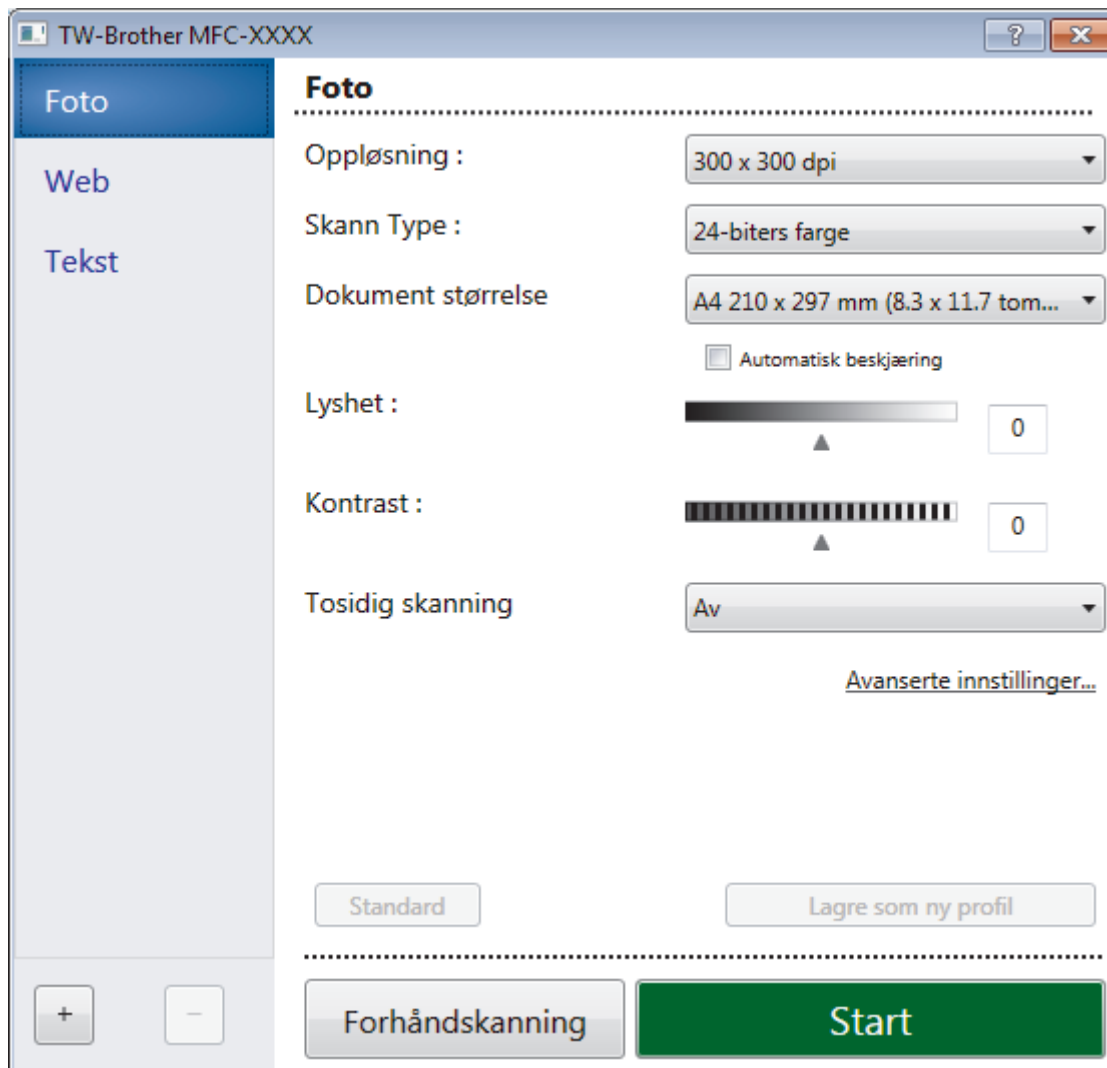 TW-Brother MFC-XXXX
Foto
Web
Tekst
Foto
Oppløsning : 300 x 300 dpi
Skann Type : 24-biters farge
Dokument størrelse A4 210 x 297 mm (8.3 x 11.7 tom...
Automatisk beskjæring
Lyshet : 0
Kontrast : 0
Tosidig skanning Av
Avanserte innstillinger...
Standard Lagre som ny profil
+ − Forhåndskanning Start